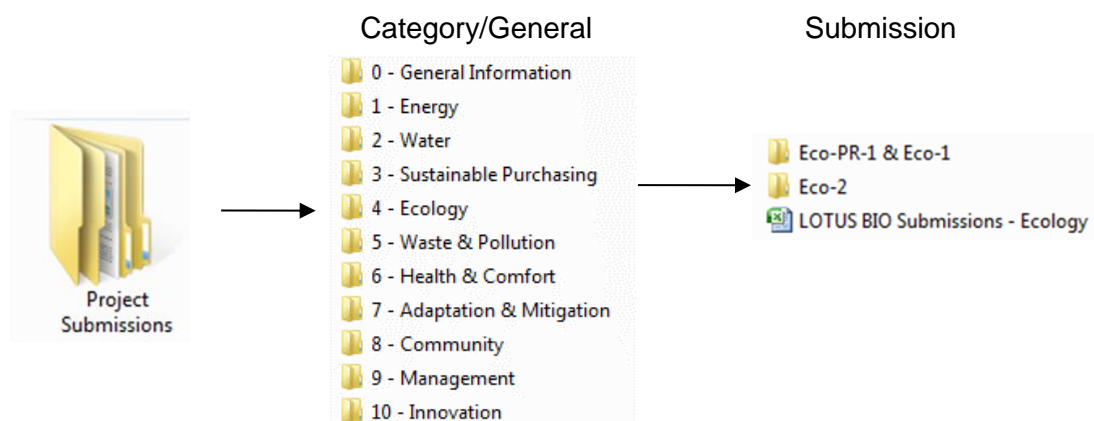 Category/General
Submission
Project
Submissions
0 - General Information
1 - Energy
2 - Water
3 - Sustainable Purchasing
4 - Ecology
5 - Waste & Pollution
6 - Health & Comfort
7 - Adaptation & Mitigation
8 - Community
9 - Management
10 - Innovation
Eco-PR-1 & Eco-1
Eco-2
LOTUS BIO Submissions - Ecology